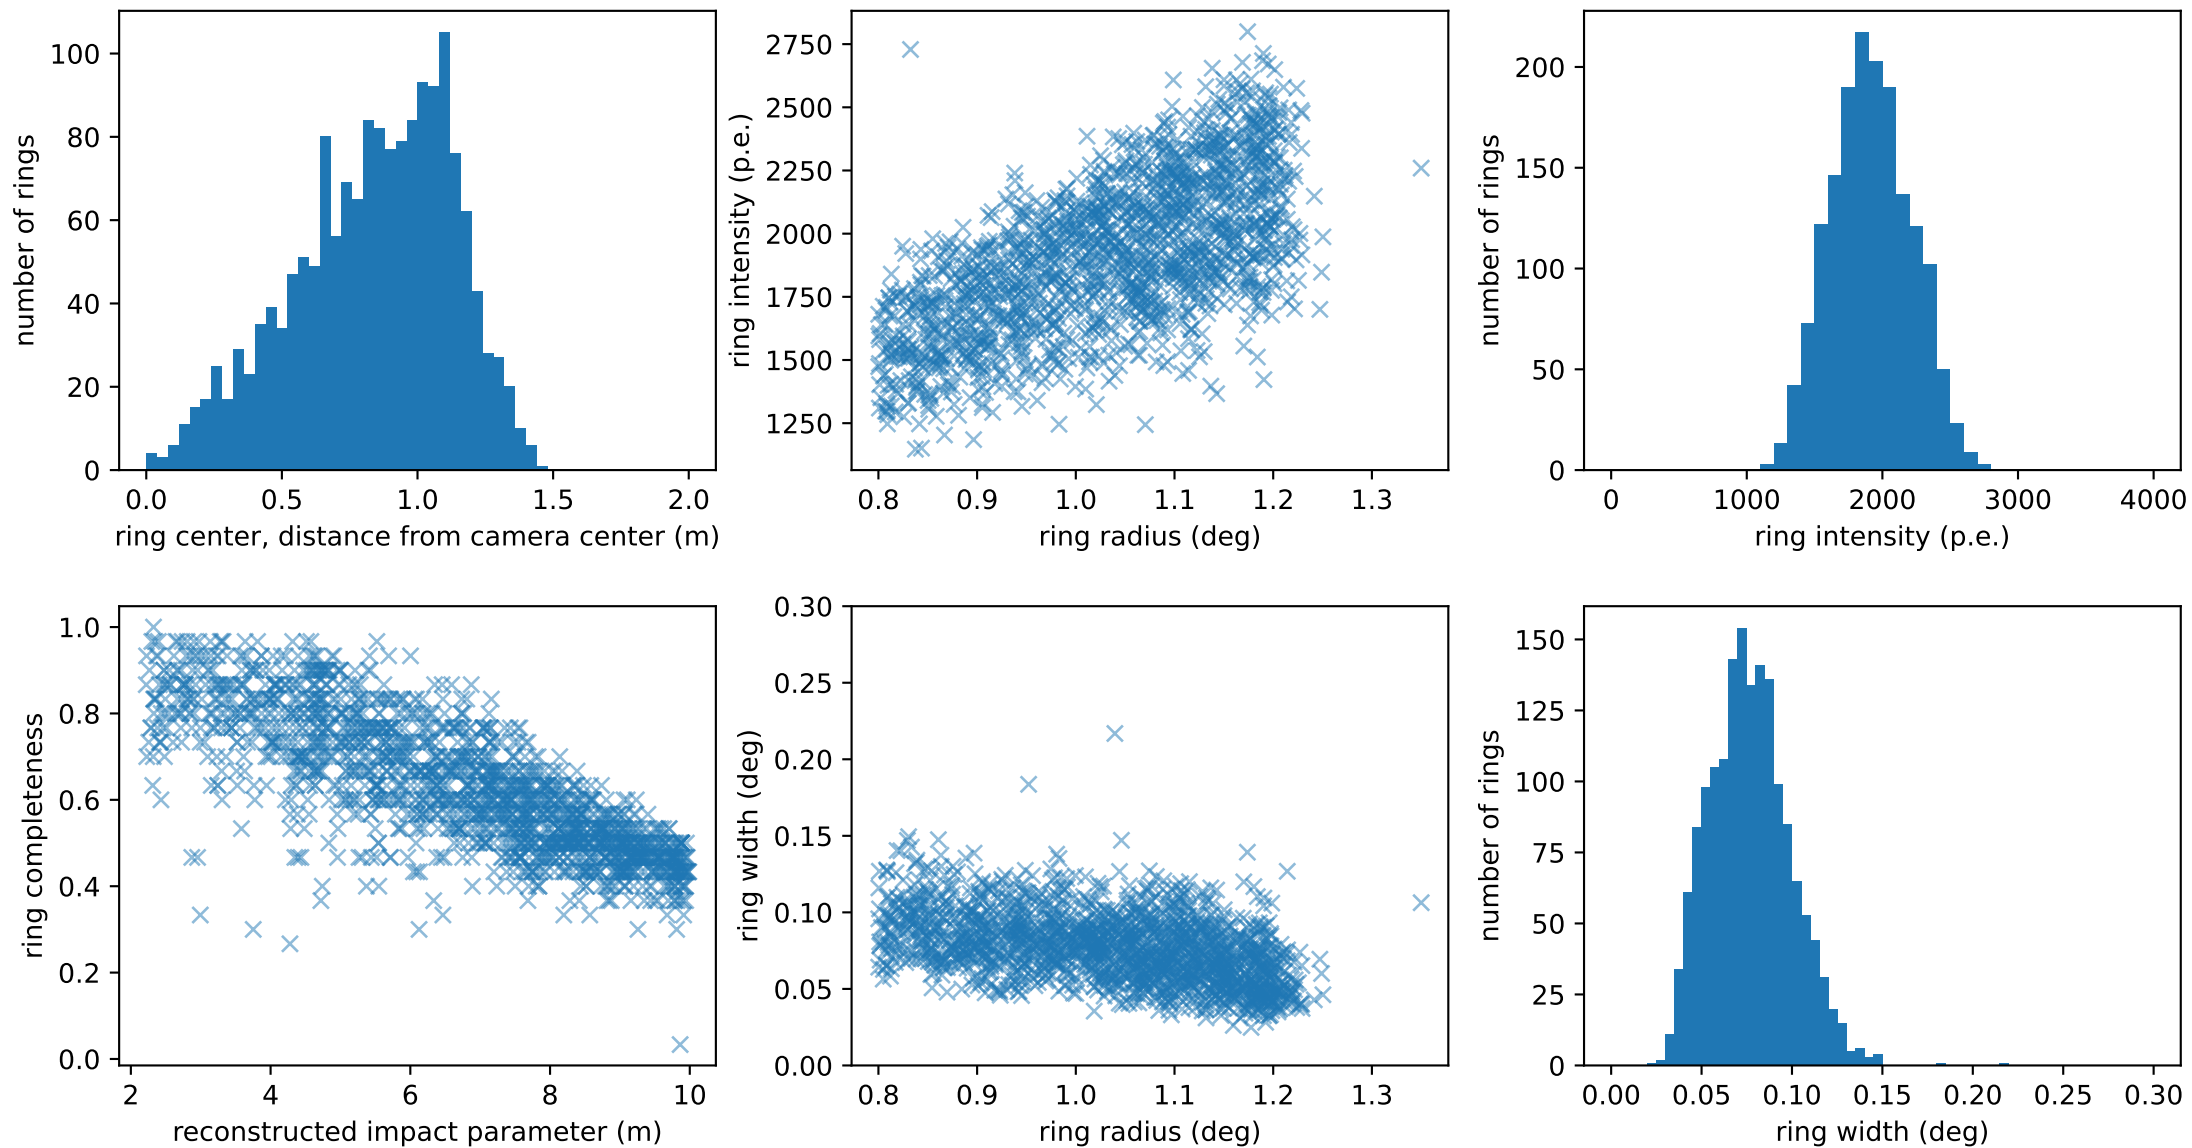 100
80
60
40
20
0
number of rings
0.0 0.5 1.0 1.5 2.0
ring center, distance from camera center (m)
2750
2500
2250
2000
1750
1500
1250
ring intensity (p.e.)
0.8 0.9 1.0 1.1 1.2 1.3
ring radius (deg)
200
150
100
50
0
number of rings
0 1000 2000 3000 4000
ring intensity (p.e.)
1.0
0.8
0.6
0.4
0.2
0.0
ring completeness
2 4 6 8 10
reconstructed impact parameter (m)
0.30
0.25
0.20
0.15
0.10
0.05
0.00
ring width (deg)
0.8 0.9 1.0 1.1 1.2 1.3
ring radius (deg)
150
125
100
75
50
25
0
number of rings
0.00 0.05 0.10 0.15 0.20 0.25 0.30
ring width (deg)